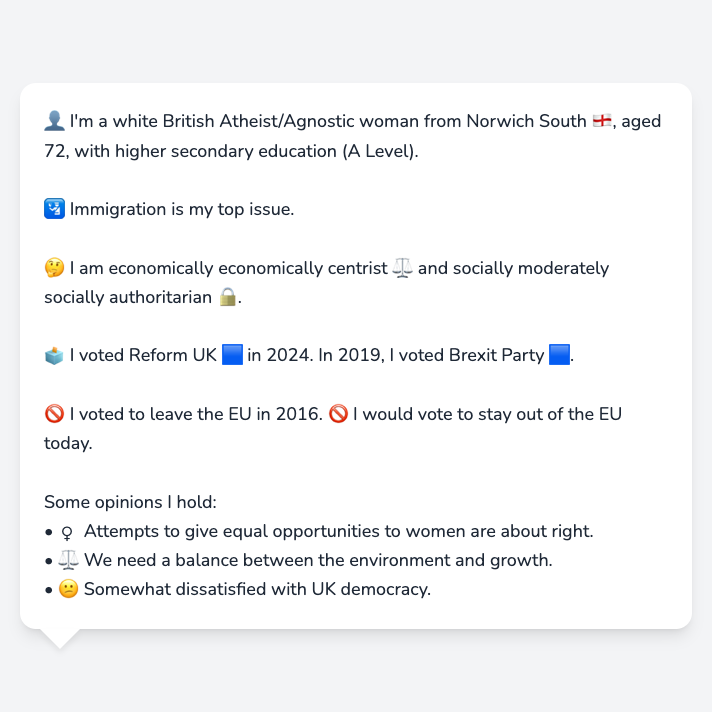 👤 I'm a white British Atheist/Agnostic woman from Norwich South 🏴󠁧󠁢󠁥󠁮󠁧󠁿, aged
72, with higher secondary education (A Level).
🛂 Immigration is my top issue.
🤔 I am economically economically centrist ⚖️ and socially moderately
socially authoritarian 🔒.
🗳️ I voted Reform UK 🟦 in 2024. In 2019, I voted Brexit Party 🟦.
🚫 I voted to leave the EU in 2016. 🚫 I would vote to stay out of the EU
today.
Some opinions I hold:
• ♀️ Attempts to give equal opportunities to women are about right.
• ⚖️ We need a balance between the environment and growth.
• 😕 Somewhat dissatisfied with UK democracy.